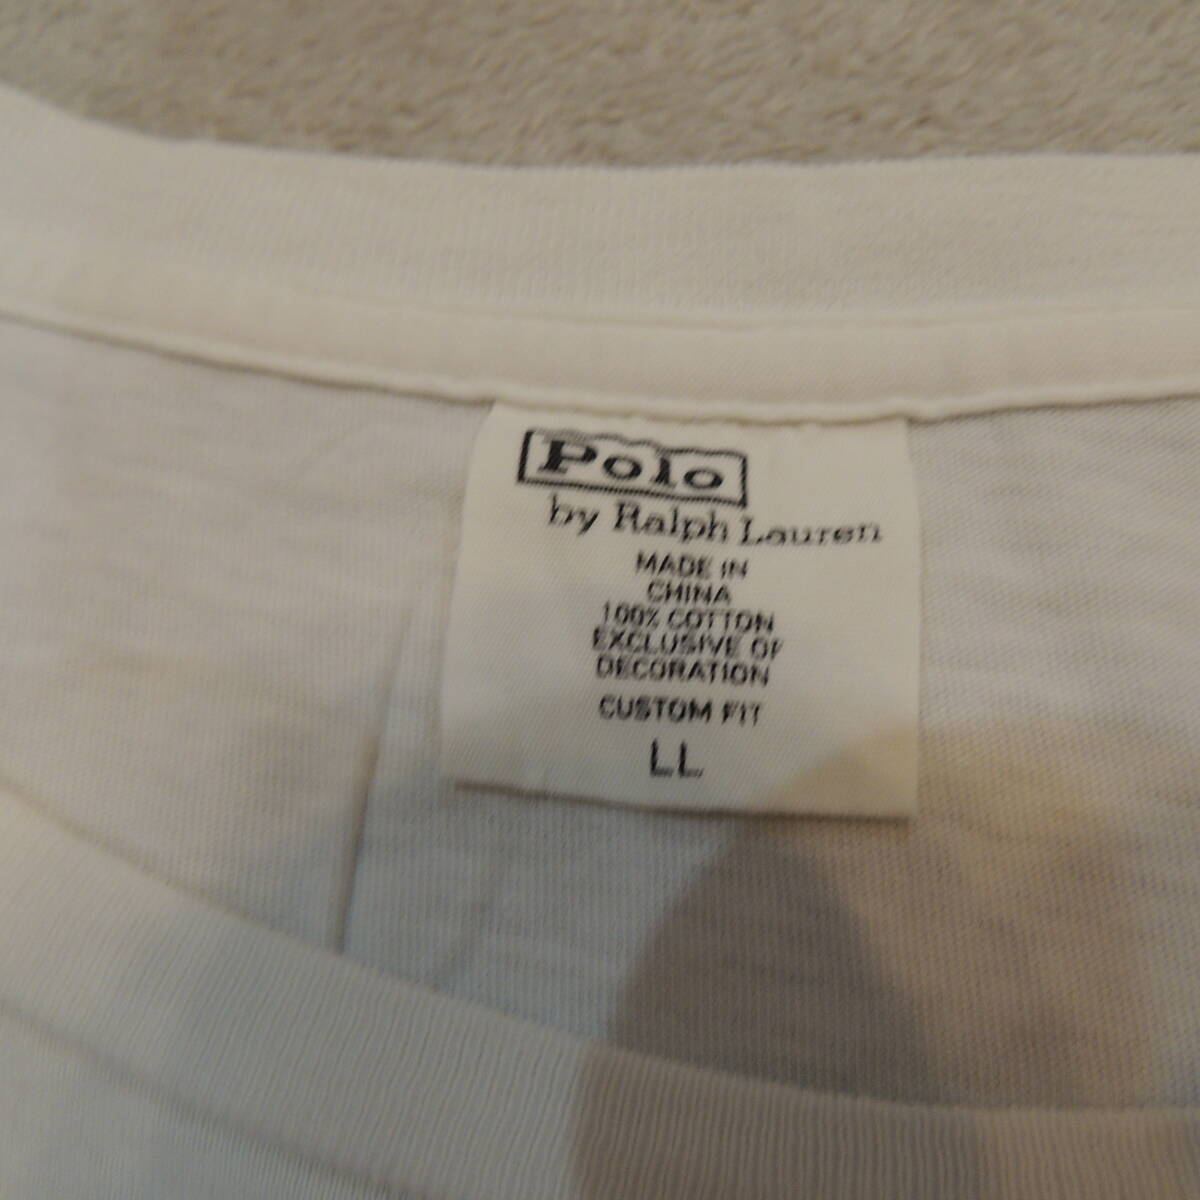 Polo
by Ralph Lauren
MADE IN
CHINA
100% COTTON
EXCLUSIVE OF
DECORATION
CUSTOM FIT
LL